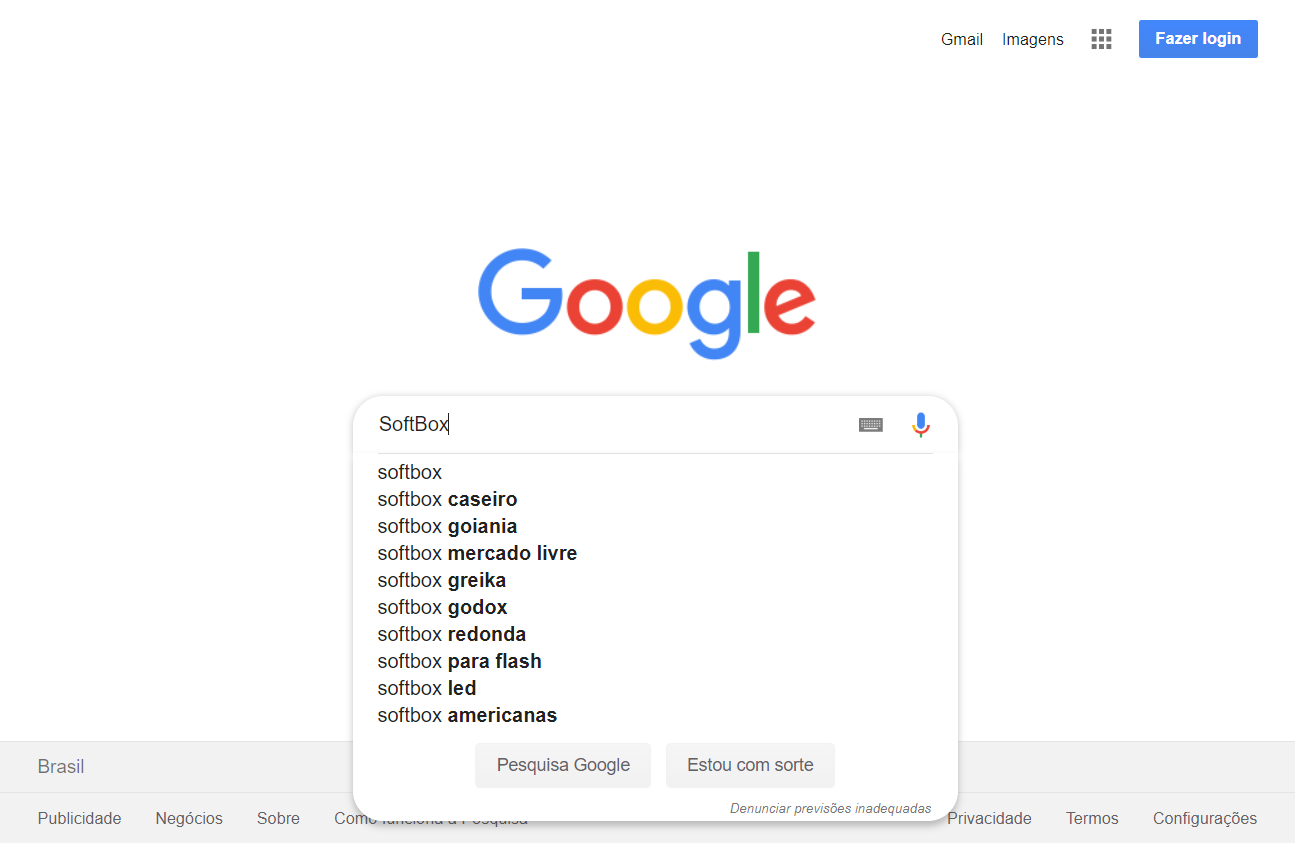 Gmail Imagens Fazer login
Google
SoftBox
softbox
softbox caseiro
softbox goiania
softbox mercado livre
softbox greika
softbox godox
softbox redonda
softbox para flash
softbox led
softbox americanas
Pesquisa Google Estou com sorte
Denunciar previsões inadequadas
Brasil
Publicidade Negócios Sobre Como funciona a Pesquisa Privacidade Termos Configurações